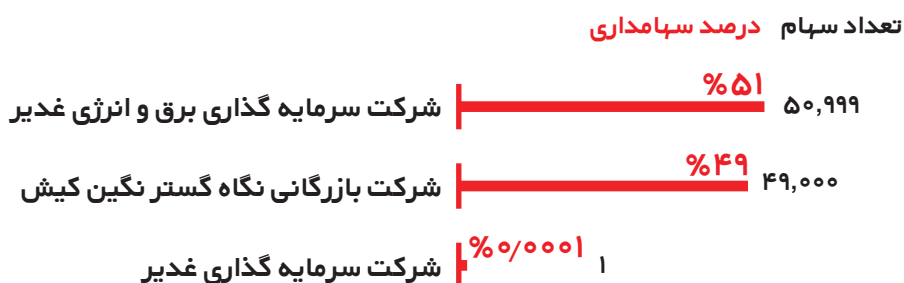 تعداد سهام درصد سهامداری
۵۰,۹۹۹ %۵۱ شرکت سرمایه گذاری برق و انرژی غدیر
۴۹,۰۰۰ %۴۹ شرکت بازرگانی نگاه گستر نگین کیش
۱ %۰/۰۰۰۱ شرکت سرمایه گذاری غدیر